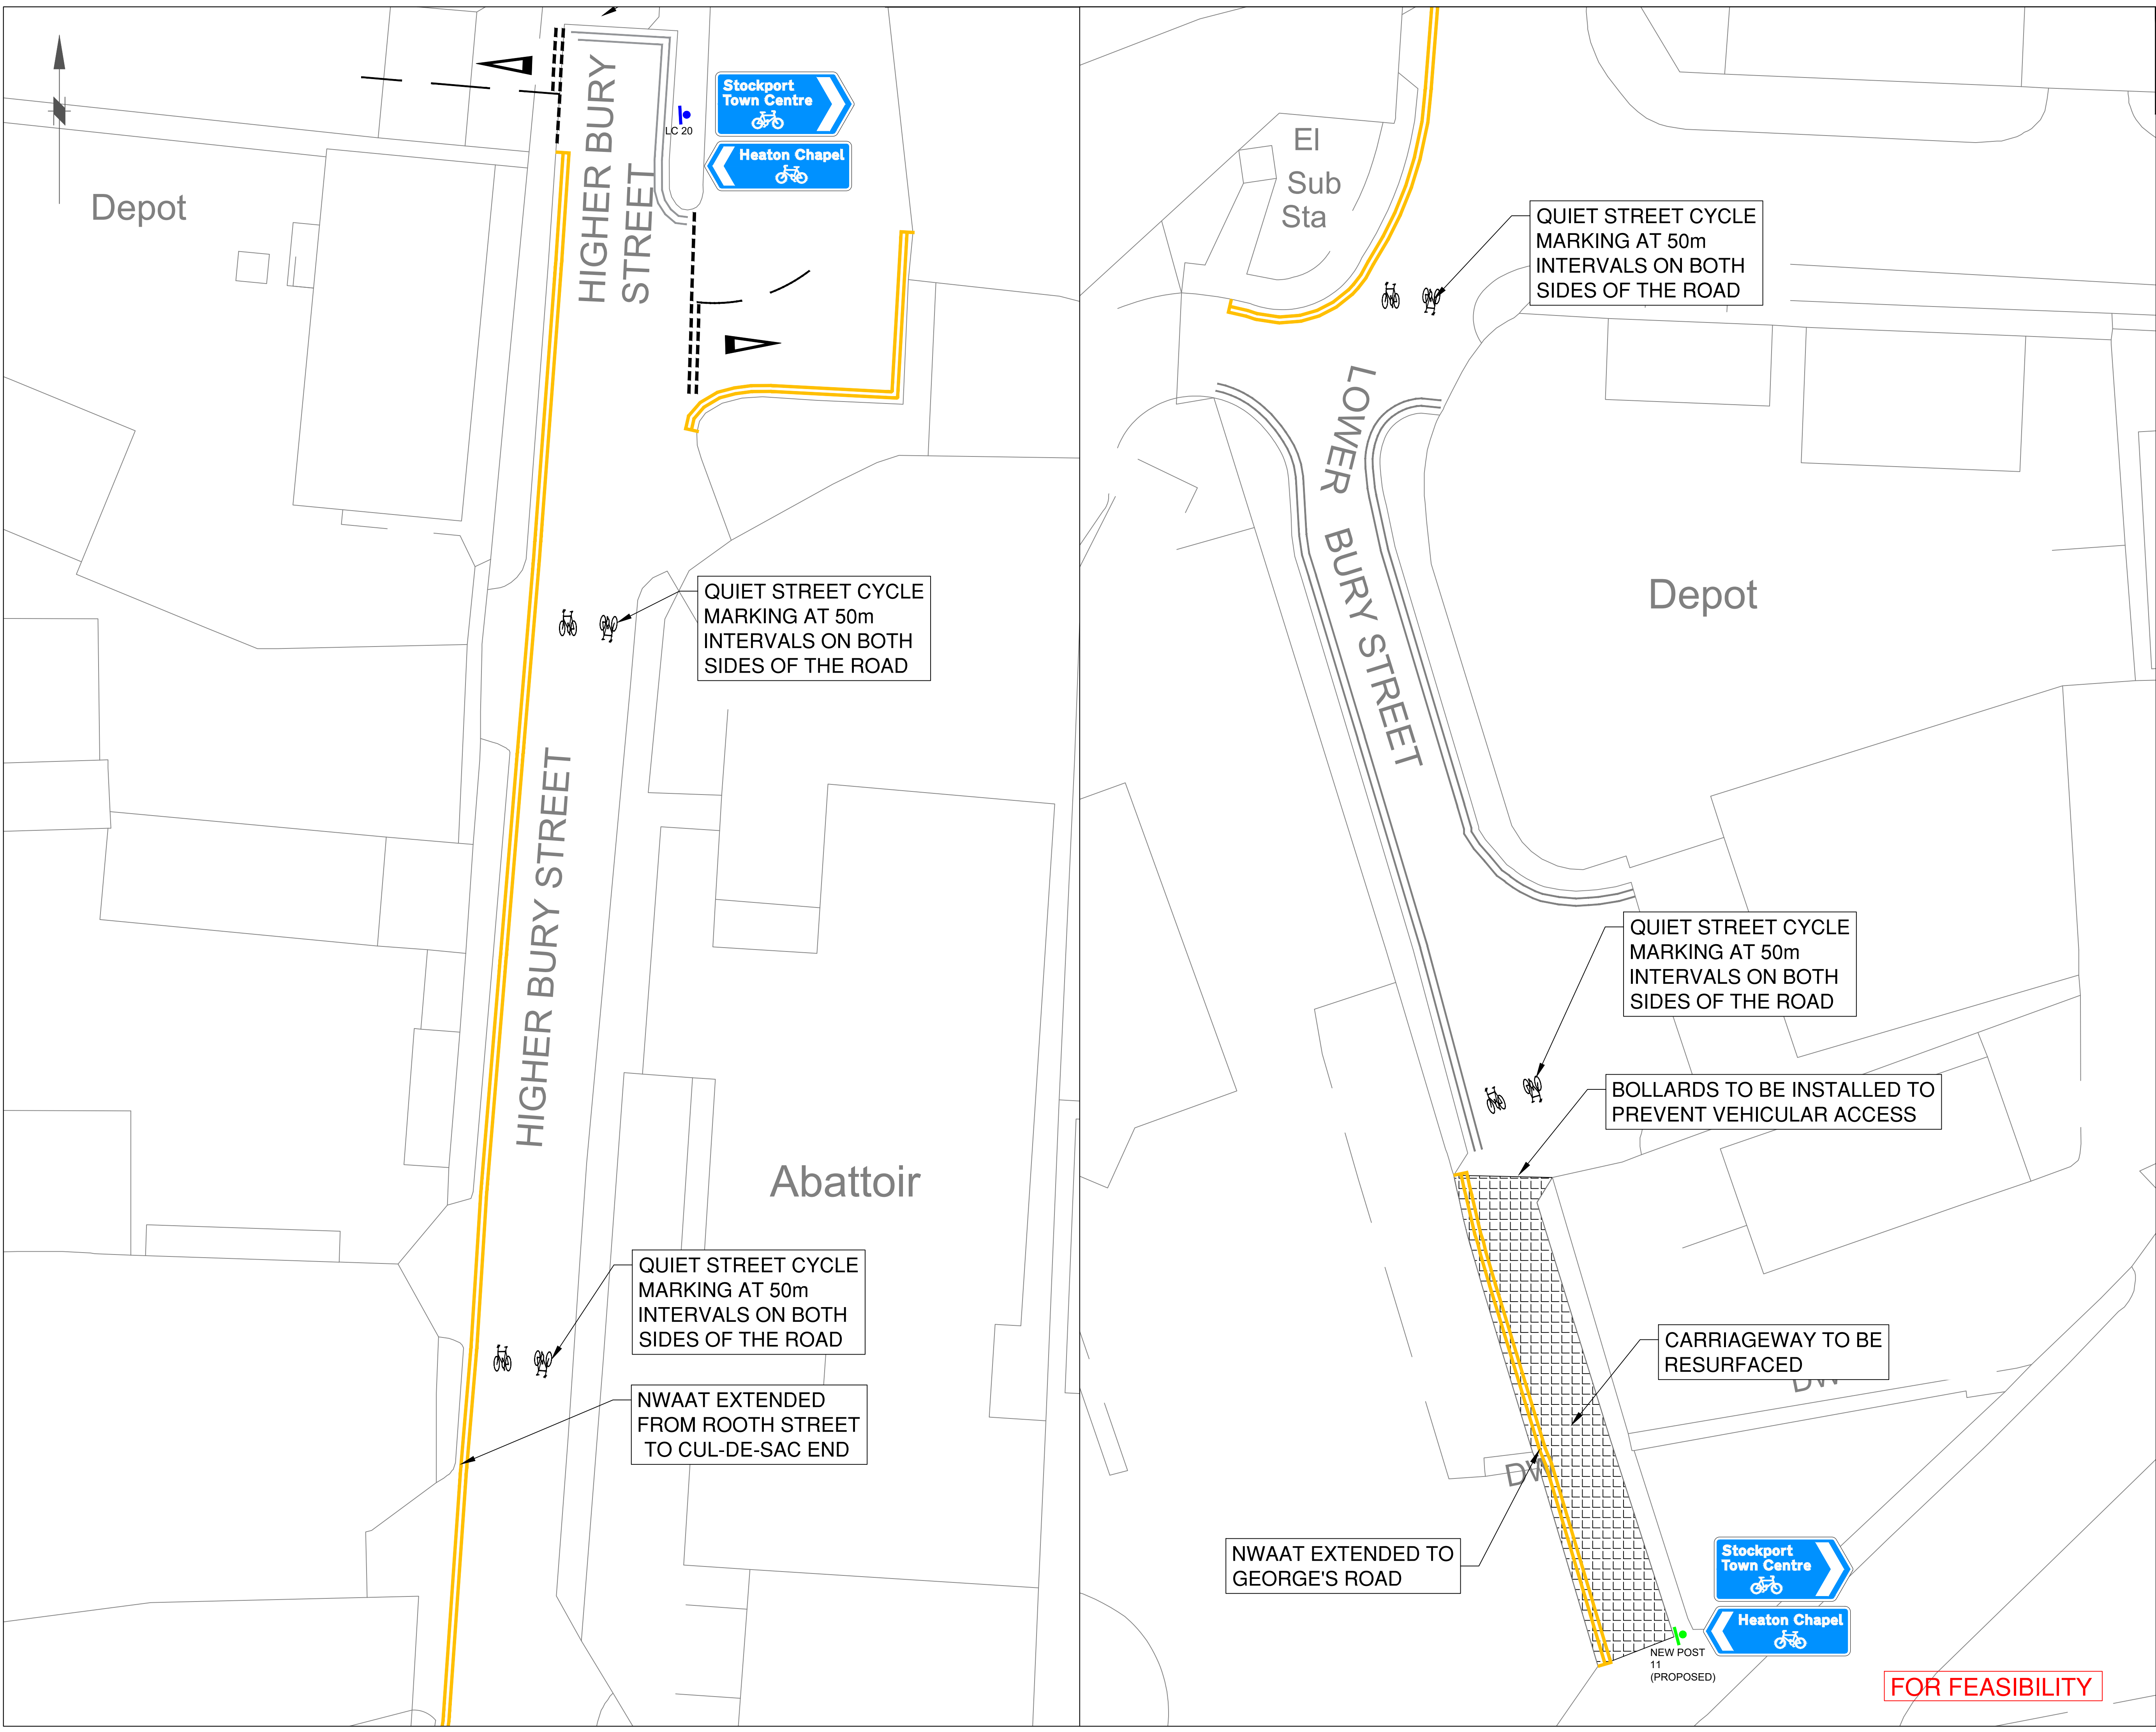 HIGHER BURY
STREET
Stockport
Town Centre
Heaton Chapel
LC 20
Depot
QUIET STREET CYCLE
MARKING AT 50m
INTERVALS ON BOTH
SIDES OF THE ROAD
HIGHER BURY STREET
Abattoir
QUIET STREET CYCLE
MARKING AT 50m
INTERVALS ON BOTH
SIDES OF THE ROAD
NWAAT EXTENDED
FROM ROOTH STREET
TO CUL-DE-SAC END
El
Sub
Sta
QUIET STREET CYCLE
MARKING AT 50m
INTERVALS ON BOTH
SIDES OF THE ROAD
LOWER BURY STREET
Depot
QUIET STREET CYCLE
MARKING AT 50m
INTERVALS ON BOTH
SIDES OF THE ROAD
BOLLARDS TO BE INSTALLED TO
PREVENT VEHICULAR ACCESS
CARRIAGEWAY TO BE
RESURFACED
NWAAT EXTENDED TO
GEORGE'S ROAD
Stockport
Town Centre
Heaton Chapel
NEW POST
11
(PROPOSED)
FOR FEASIBILITY